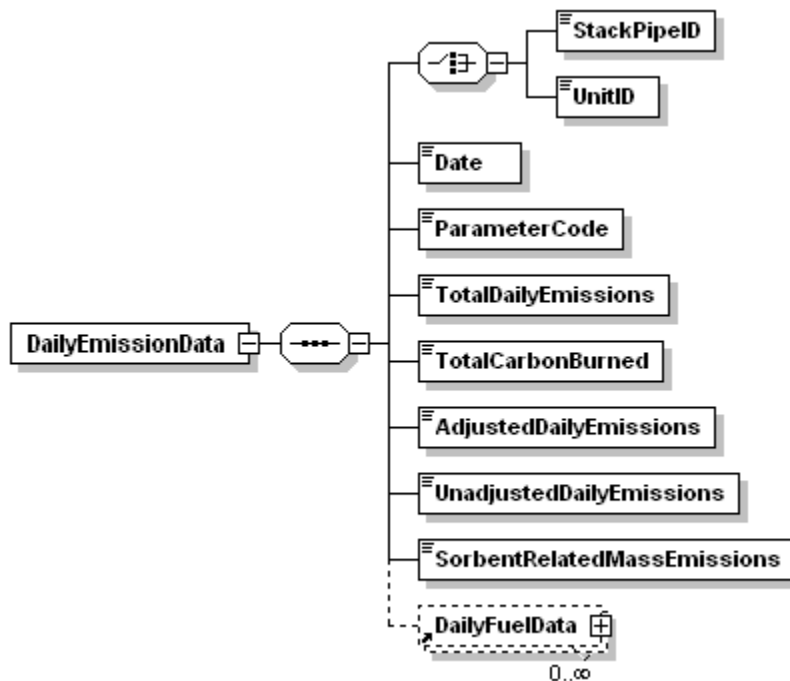 StackPipeID
UnitID
Date
ParameterCode
TotalDailyEmissions
DailyEmissionData
TotalCarbonBurned
AdjustedDailyEmissions
UnadjustedDailyEmissions
SorbentRelatedMassEmissions
DailyFuelData
0..∞